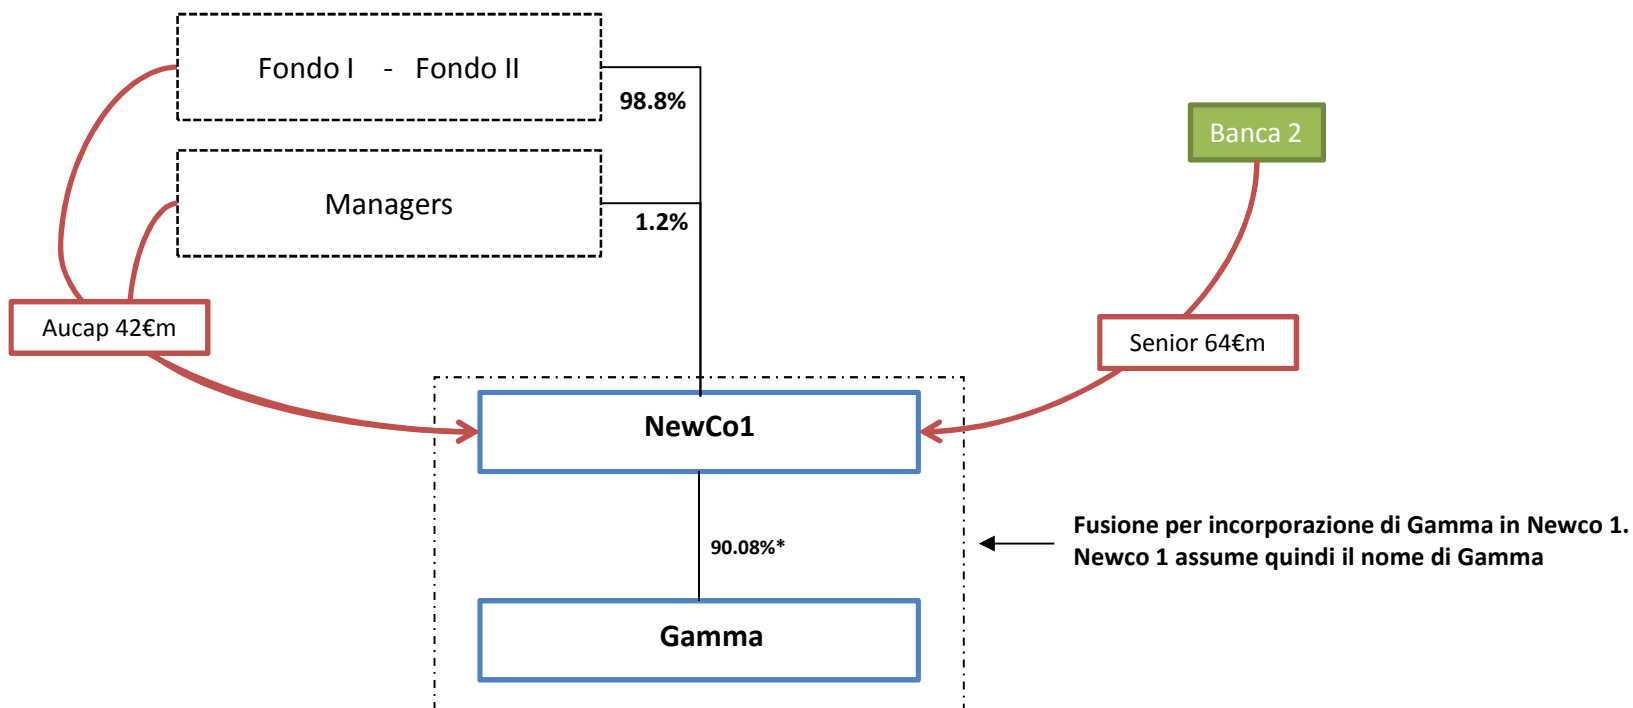 Fondo I - Fondo II
98.8%
Banca 2
Managers
1.2%
Aucap 42€m
Senior 64€m
NewCo1
90.08%*
Fusione per incorporazione di Gamma in Newco 1.
Newco 1 assume quindi il nome di Gamma
Gamma